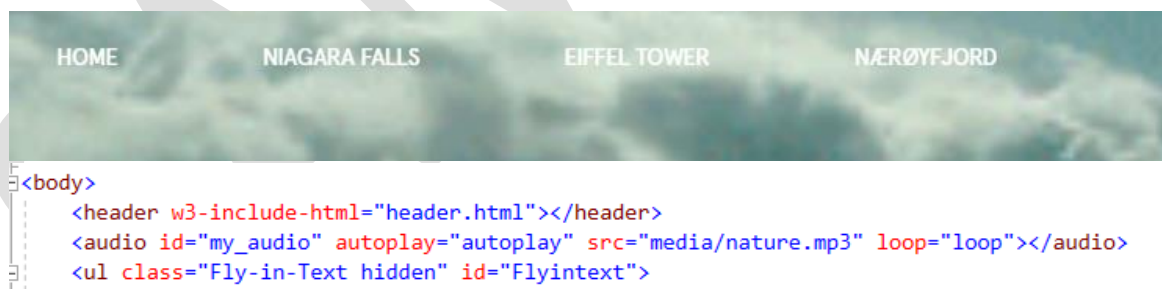 HOME NIAGARA FALLS EIFFEL TOWER NÆRØYFJORD
<body>
<header w3-include-html="header.html"></header>
<audio id="my_audio" autoplay="autoplay" src="media/nature.mp3" loop="loop"></audio>
<ul class="Fly-in-Text hidden" id="Flyintext">